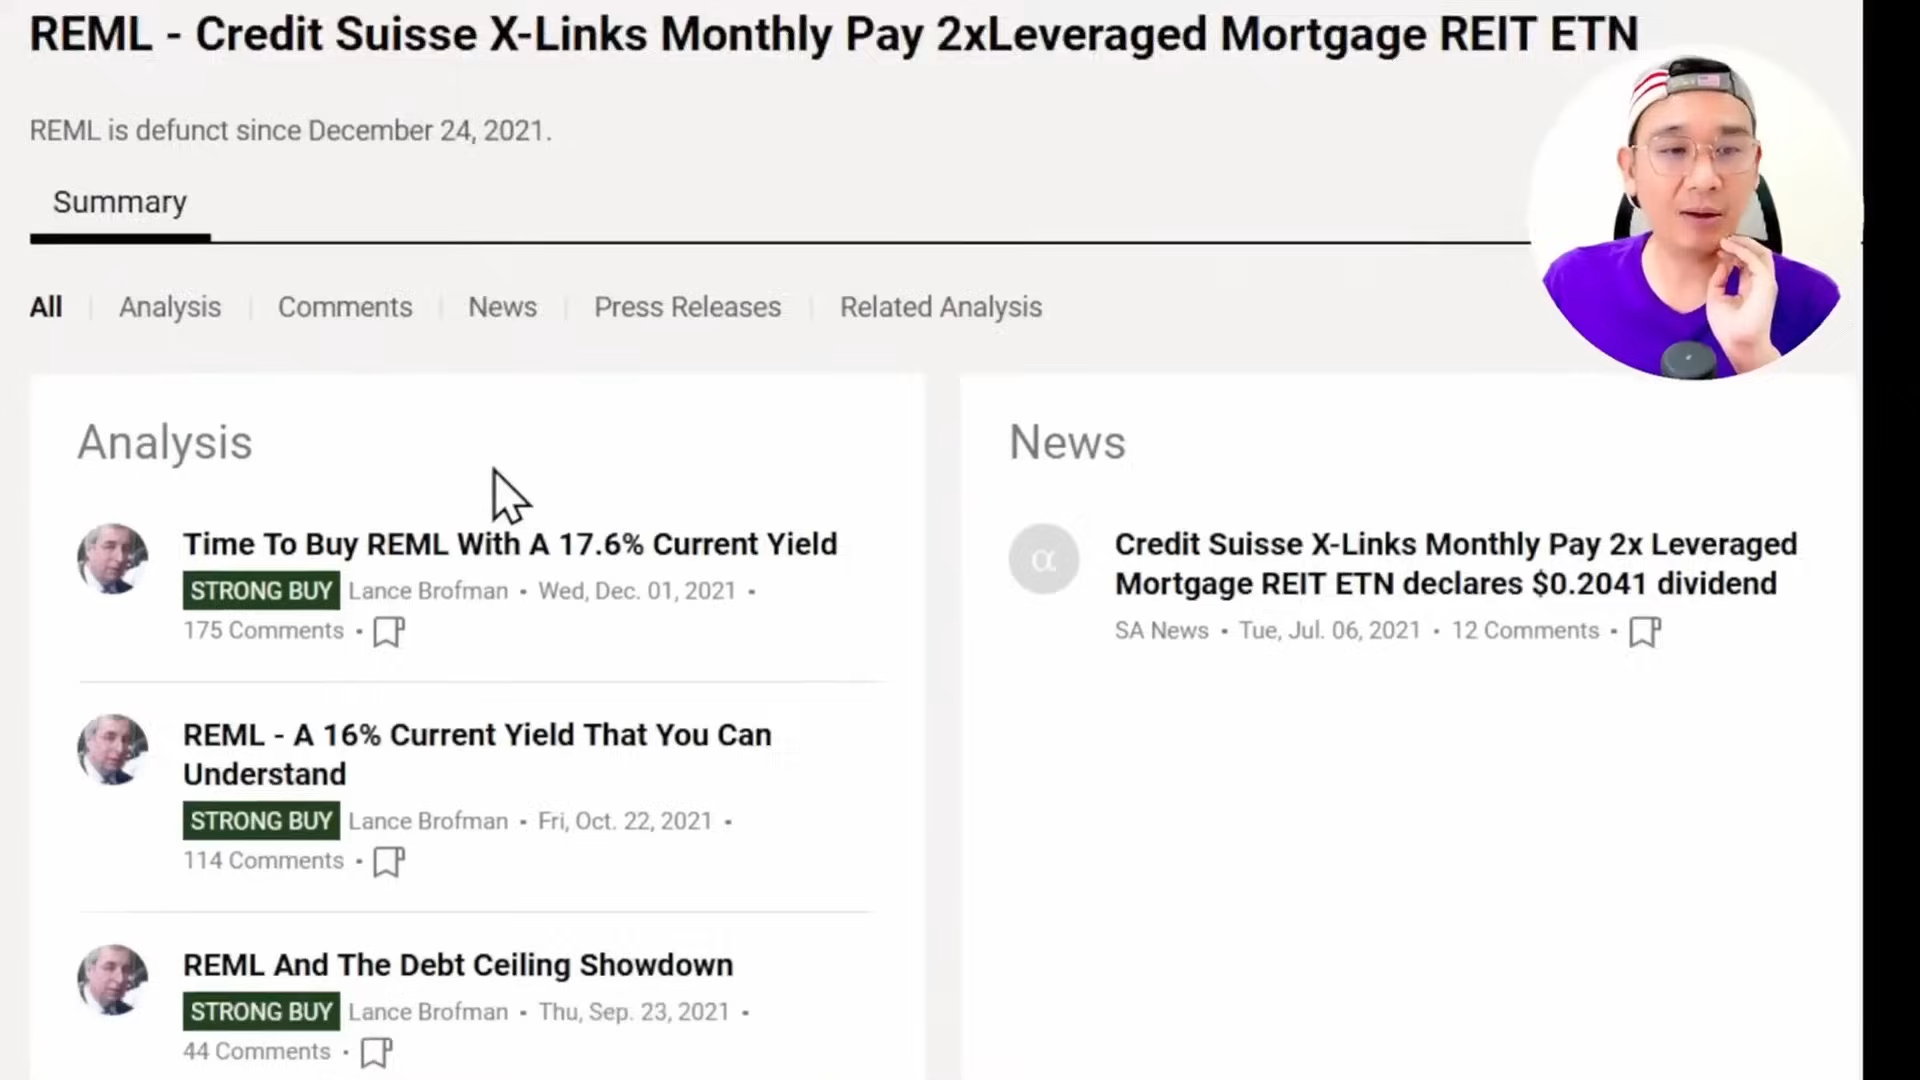 REML - Credit Suisse X-Links Monthly Pay 2xLeveraged Mortgage REIT ETN
REML is defunct since December 24, 2021.
Summary
All
Analysis
Comments
News
Press Releases
Related Analysis
Analysis
Time To Buy REML With A 17.6% Current Yield
STRONG BUY Lance Brofman • Wed, Dec. 01, 2021 •
175 Comments •
REML - A 16% Current Yield That You Can
Understand
STRONG BUY Lance Brofman • Fri, Oct. 22, 2021 •
114 Comments •
REML And The Debt Ceiling Showdown
STRONG BUY Lance Brofman • Thu, Sep. 23, 2021 •
44 Comments •
News
α
Credit Suisse X-Links Monthly Pay 2x Leveraged
Mortgage REIT ETN declares $0.2041 dividend
SA News • Tue, Jul. 06, 2021 • 12 Comments •